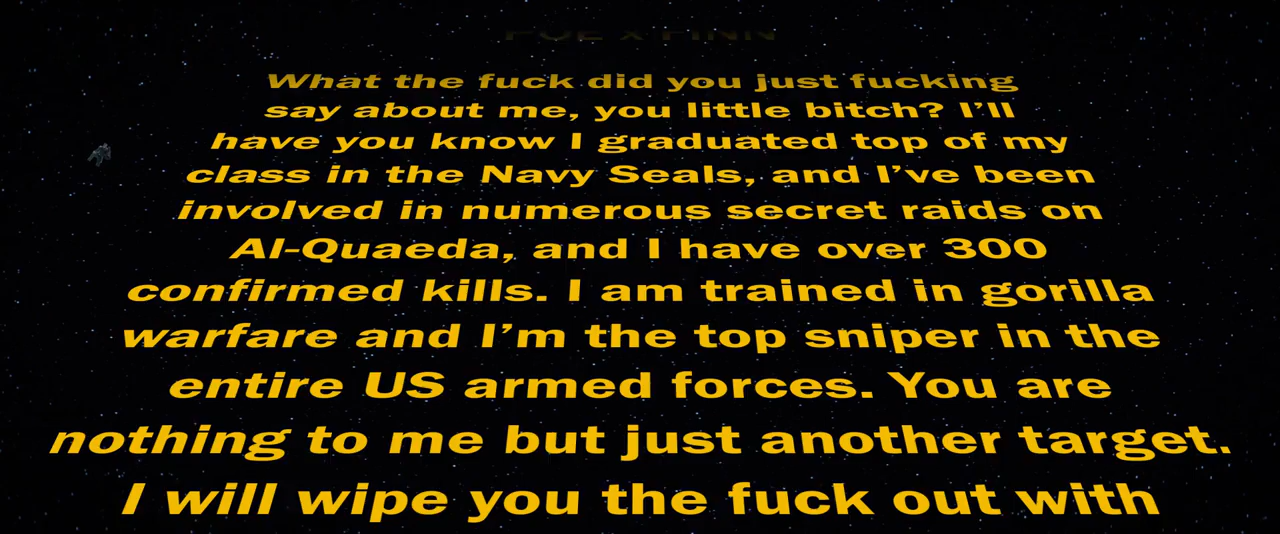 POE x FINN
What the fuck did you just fucking
say about me, you little bitch? I'll
have you know I graduated top of my
class in the Navy Seals, and I've been
involved in numerous secret raids on
Al-Quaeda, and I have over 300
confirmed kills. I am trained in gorilla
warfare and I'm the top sniper in the
entire US armed forces. You are
nothing to me but just another target.
I will wipe you the fuck out with